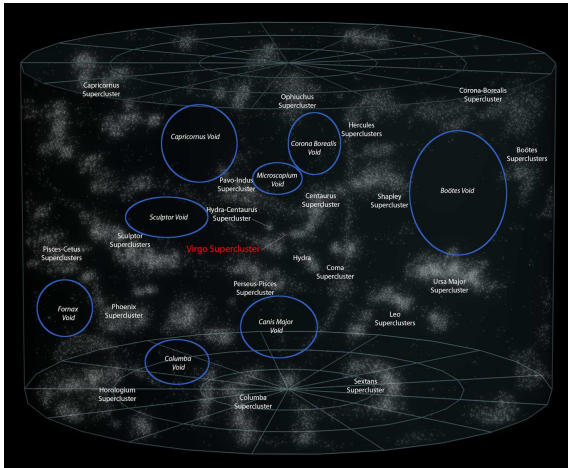 Capricornus
Supercluster
Ophiuchus
Supercluster
Corona-Borealis
Supercluster
Capricornus Void
Corona Borealis
Void
Hercules
Superclusters
Boötes
Superclusters
Pavo-Indus
Supercluster
Microscopium
Void
Centaurus
Supercluster
Shapley
Supercluster
Boötes Void
Sculptor Void
Hydra-Centaurus
Supercluster
Sculptor
Superclusters
Virgo Supercluster
Pisces-Cetus
Superclusters
Hydra
Coma
Supercluster
Perseus-Pisces
Supercluster
Ursa Major
Supercluster
Fornax
Void
Phoenix
Supercluster
Canis Major
Void
Leo
Superclusters
Columba
Void
Horologium
Supercluster
Columba
Supercluster
Sextans
Supercluster